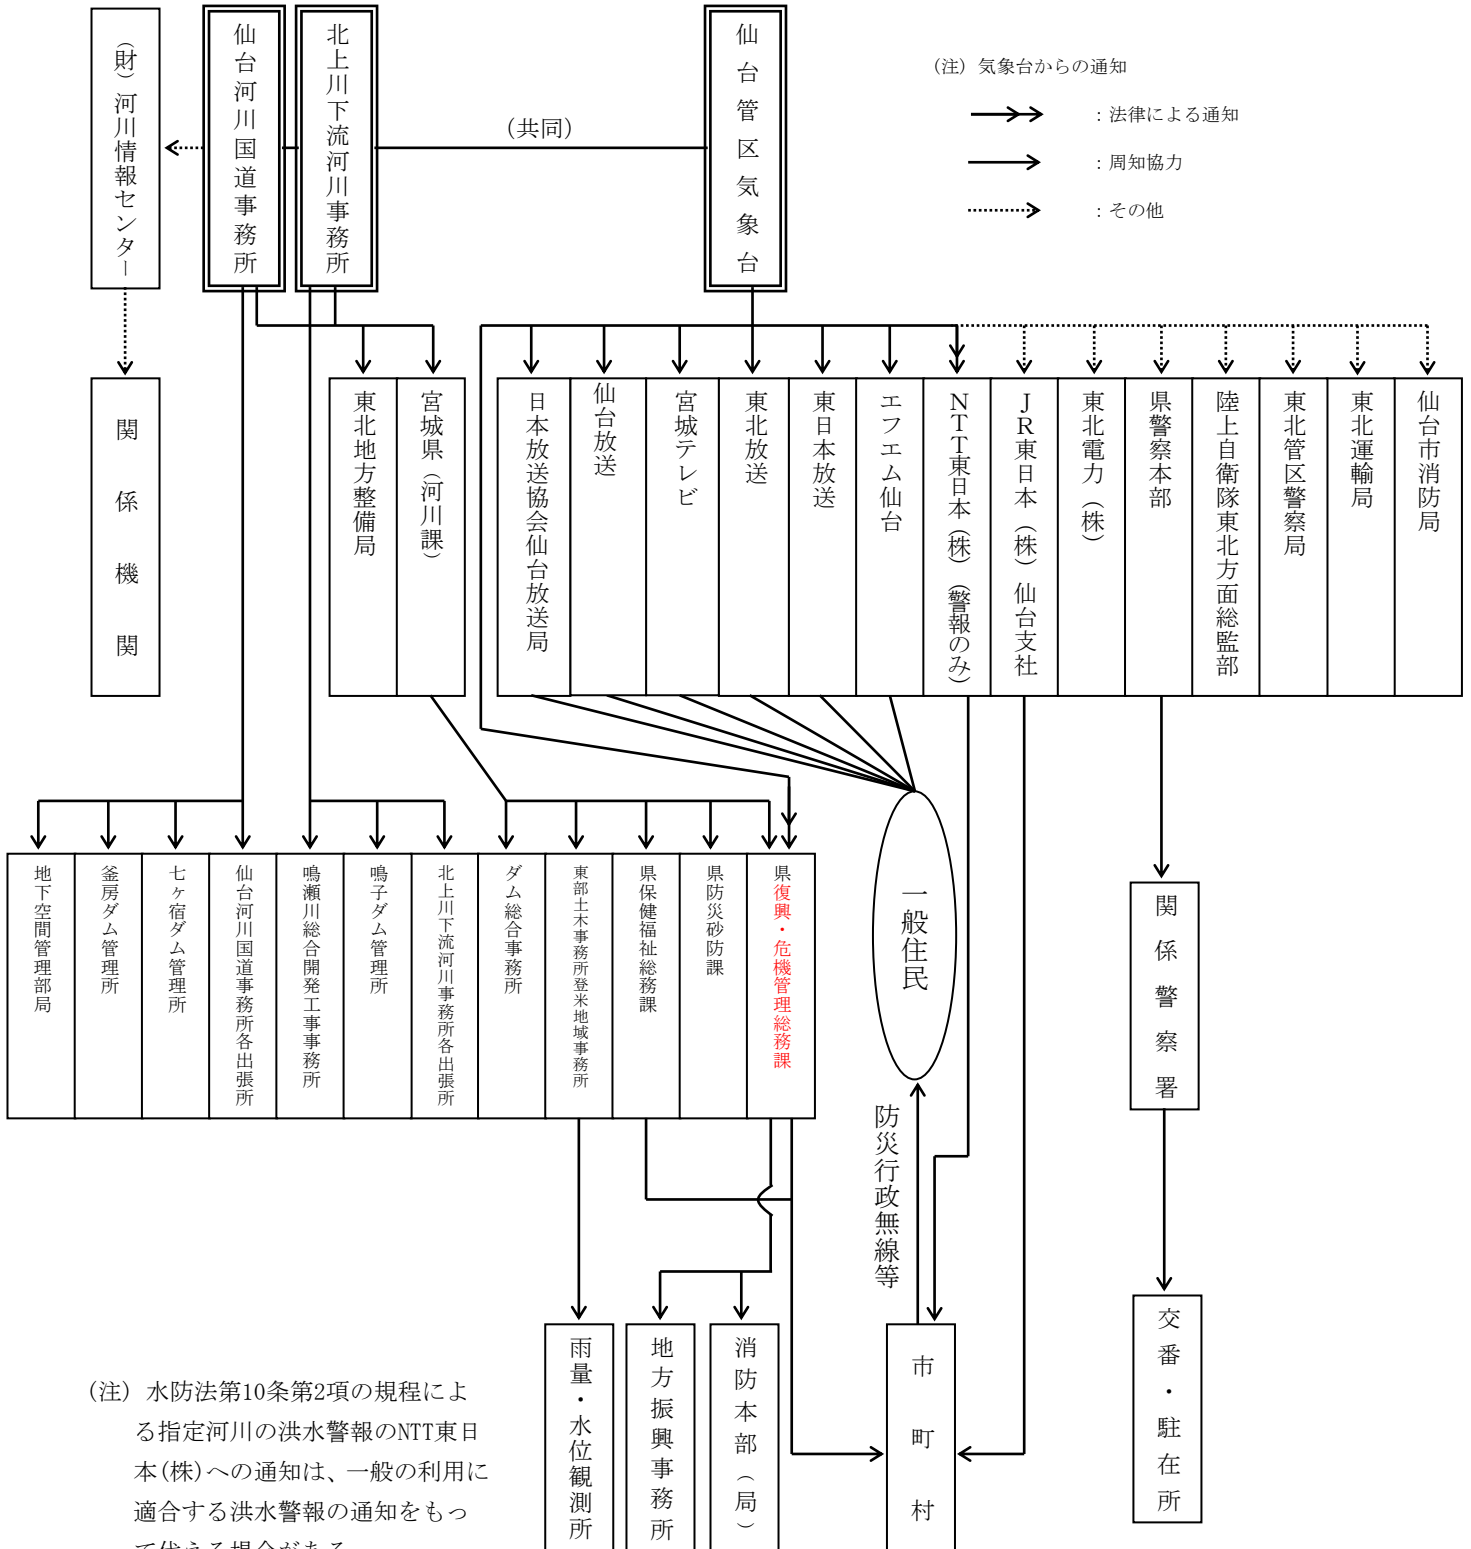 (財)河川情報センター
仙台河川国道事務所
北上川下流河川事務所
(共同)
仙台管区気象台
(注) 気象台からの通知
：法律による通知
：周知協力
：その他
関係機関
東北地方整備局
宮城県(河川課)
日本放送協会仙台放送局
仙台放送
宮城テレビ
東北放送
東日本放送
エフエム仙台
NTT東日本(株)(警報のみ)
JR東日本(株)仙台支社
東北電力(株)
県警察本部
陸上自衛隊東北方面総監部
東北管区警察局
東北運輸局
仙台市消防局
地下空間管理部局
釜房ダム管理所
七ヶ宿ダム管理所
仙台河川国道事務所各出張所
鳴瀬川総合開発工事事務所
鳴子ダム管理所
北上川下流河川事務所各出張所
ダム総合事務所
東部土木事務所登米地域事務所
県保健福祉総務課
県防災砂防課
県復興・危機管理総務課
一般住民
関係警察署
防災行政無線等
雨量・水位観測所
地方振興事務所
消防本部(局)
市町村
交番・駐在所
(注) 水防法第10条第2項の規程によ
る指定河川の洪水警報のNTT東日
本(株)への通知は、一般の利用に
適合する洪水警報の通知をもっ